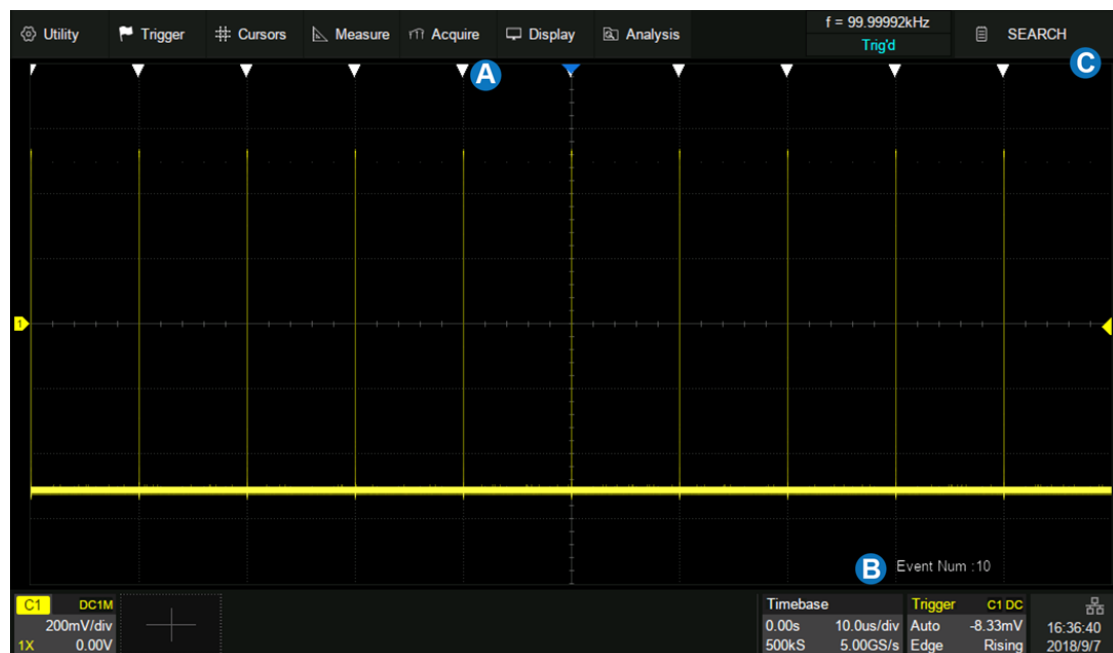 Utility Trigger Cursors Measure Acquire Display Analysis f = 99.99992kHz SEARCH
Trig'd
A C
1
B Event Num :10
C1 DC1M Timebase Trigger C1 DC
200mV/div 0.00s 10.0us/div Auto -8.33mV 16:36:40
1X 0.00V 500kS 5.00GS/s Edge Rising 2018/9/7